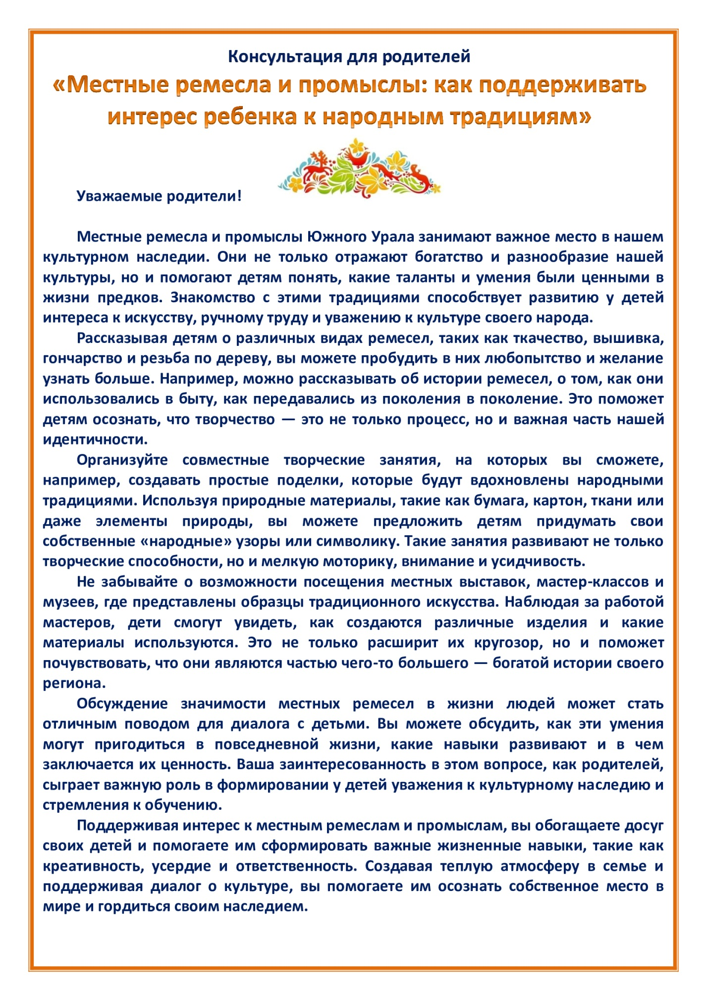 Консультация для родителей
«Местные ремесла и промыслы: как поддерживать
интерес ребенка к народным традициям»
Уважаемые родители!
Местные ремесла и промыслы Южного Урала занимают важное место в нашем
культурном наследии. Они не только отражают богатство и разнообразие нашей
культуры, но и помогают детям понять, какие таланты и умения были ценными в
жизни предков. Знакомство с этими традициями способствует развитию у детей
интереса к искусству, ручному труду и уважению к культуре своего народа.
Рассказывая детям о различных видах ремесел, таких как ткачество, вышивка,
гончарство и резьба по дереву, вы можете пробудить в них любопытство и желание
узнать больше. Например, можно рассказывать об истории ремесел, о том, как они
использовались в быту, как передавались из поколения в поколение. Это поможет
детям осознать, что творчество — это не только процесс, но и важная часть нашей
идентичности.
Организуйте совместные творческие занятия, на которых вы сможете,
например, создавать простые поделки, которые будут вдохновлены народными
традициями. Используя природные материалы, такие как бумага, картон, ткани или
даже элементы природы, вы можете предложить детям придумать свои
собственные «народные» узоры или символику. Такие занятия развивают не только
творческие способности, но и мелкую моторику, внимание и усидчивость.
Не забывайте о возможности посещения местных выставок, мастер-классов и
музеев, где представлены образцы традиционного искусства. Наблюдая за работой
мастеров, дети смогут увидеть, как создаются различные изделия и какие
материалы используются. Это не только расширит их кругозор, но и поможет
почувствовать, что они являются частью чего-то большего — богатой истории своего
региона.
Обсуждение значимости местных ремесел в жизни людей может стать
отличным поводом для диалога с детьми. Вы можете обсудить, как эти умения
могут пригодиться в повседневной жизни, какие навыки развивают и в чем
заключается их ценность. Ваша заинтересованность в этом вопросе, как родителей,
сыграет важную роль в формировании у детей уважения к культурному наследию и
стремления к обучению.
Поддерживая интерес к местным ремеслам и промыслам, вы обогащаете досуг
своих детей и помогаете им сформировать важные жизненные навыки, такие как
креативность, усердие и ответственность. Создавая теплую атмосферу в семье и
поддерживая диалог о культуре, вы помогаете им осознать собственное место в
мире и гордиться своим наследием.